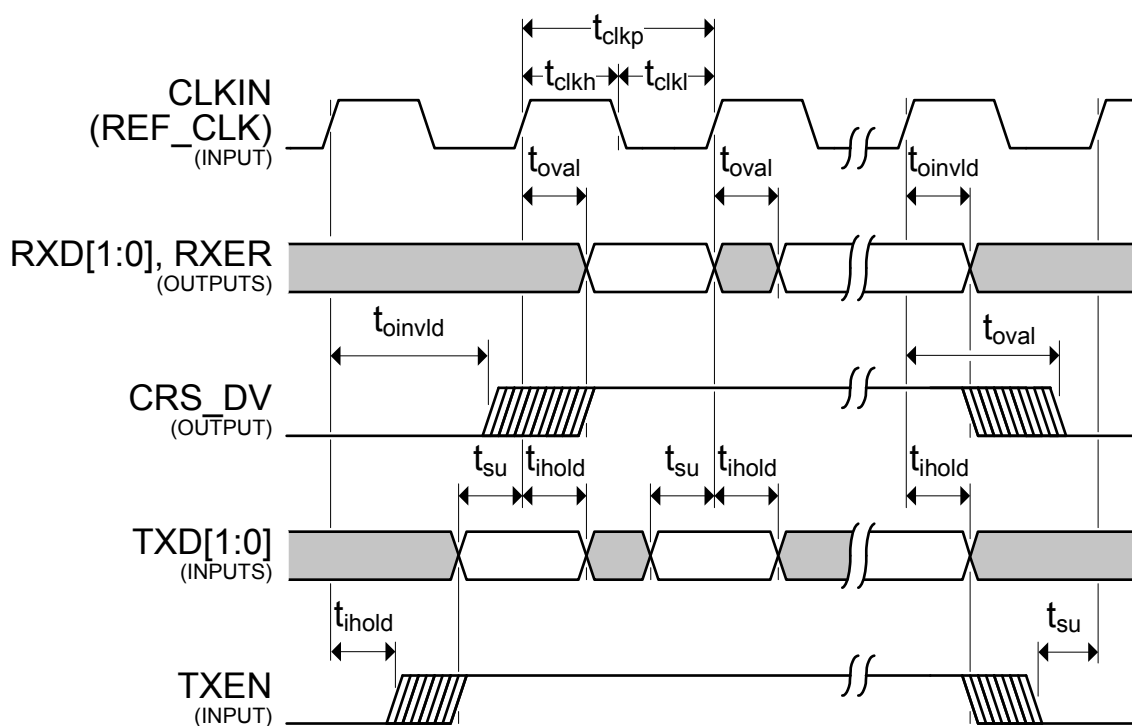 tclkp
tclkh tclkl
CLKIN
(REF_CLK)
(INPUT)
toval toval toinvld
RXD[1:0], RXER
(OUTPUTS)
toinvld toval
CRS_DV
(OUTPUT)
tsu tihold tsu tihold tihold
TXD[1:0]
(INPUTS)
tihold tsu
TXEN
(INPUT)